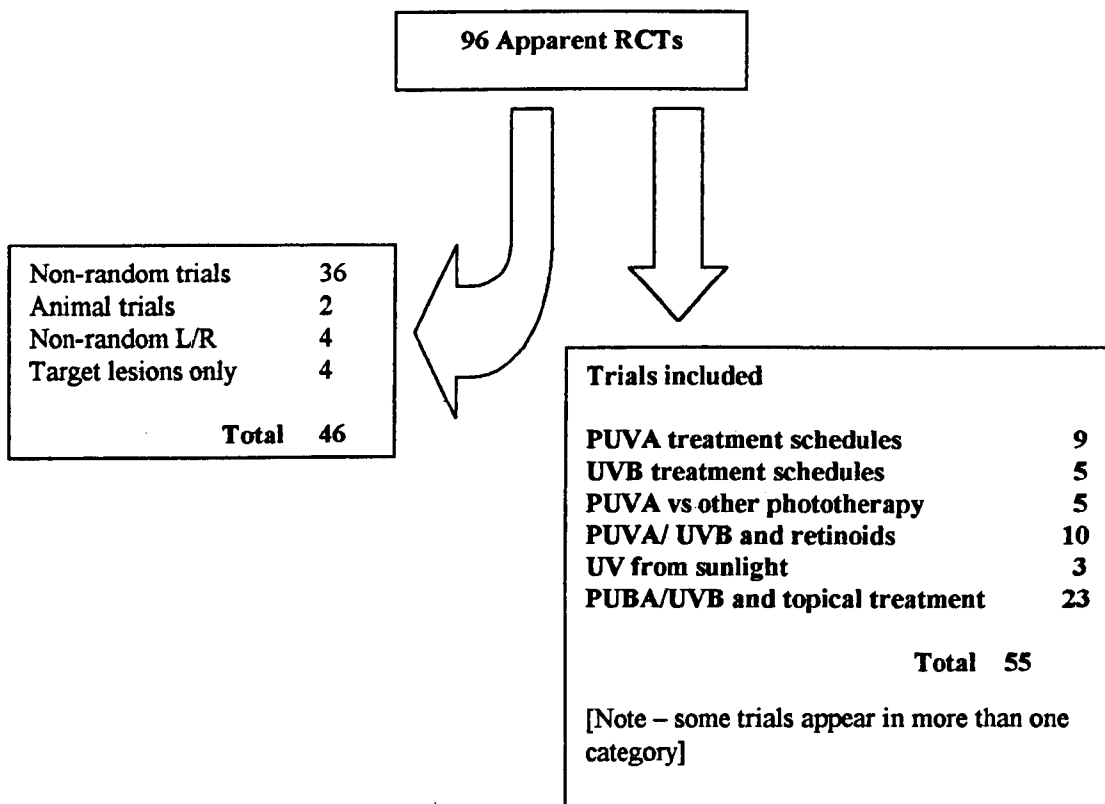 96 Apparent RCTs
Non-random trials 36
Animal trials 2
Non-random L/R 4
Target lesions only 4
Total 46
Trials included
PUVA treatment schedules 9
UVB treatment schedules 5
PUVA vs other phototherapy 5
PUVA/ UVB and retinoids 10
UV from sunlight 3
PUBA/UVB and topical treatment 23
Total 55
[Note – some trials appear in more than one
category]